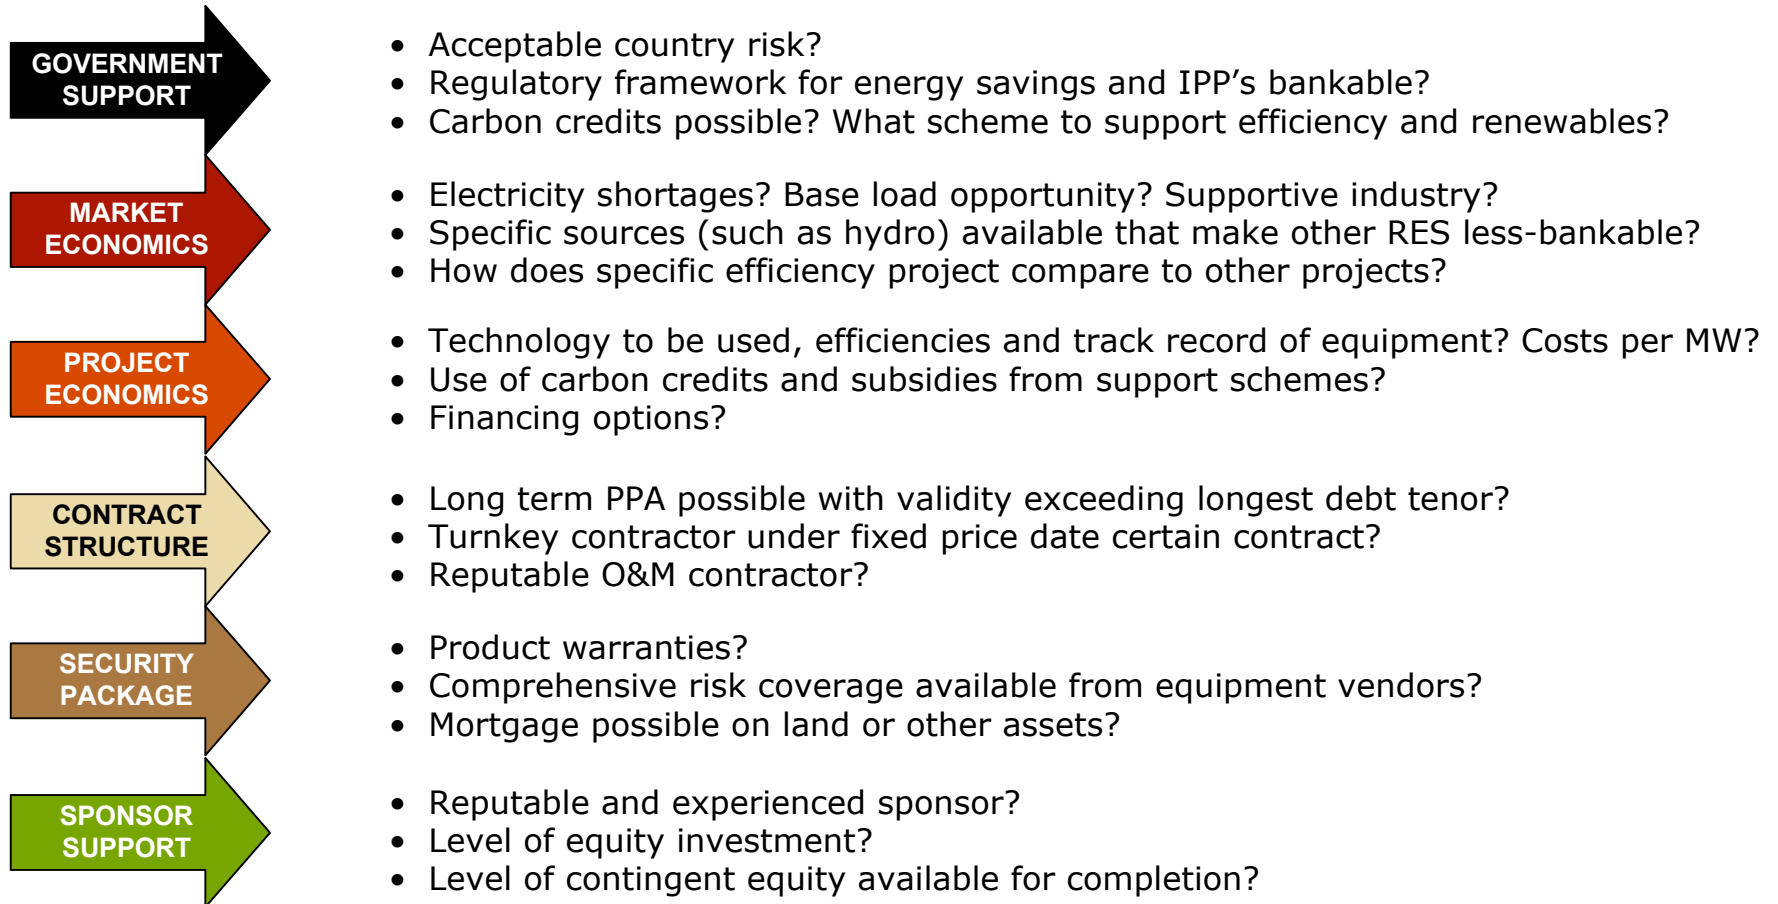 GOVERNMENT
SUPPORT
• Acceptable country risk?
• Regulatory framework for energy savings and IPP’s bankable?
• Carbon credits possible? What scheme to support efficiency and renewables?
MARKET
ECONOMICS
• Electricity shortages? Base load opportunity? Supportive industry?
• Specific sources (such as hydro) available that make other RES less-bankable?
• How does specific efficiency project compare to other projects?
PROJECT
ECONOMICS
• Technology to be used, efficiencies and track record of equipment? Costs per MW?
• Use of carbon credits and subsidies from support schemes?
• Financing options?
CONTRACT
STRUCTURE
• Long term PPA possible with validity exceeding longest debt tenor?
• Turnkey contractor under fixed price date certain contract?
• Reputable O&M contractor?
SECURITY
PACKAGE
• Product warranties?
• Comprehensive risk coverage available from equipment vendors?
• Mortgage possible on land or other assets?
SPONSOR
SUPPORT
• Reputable and experienced sponsor?
• Level of equity investment?
• Level of contingent equity available for completion?